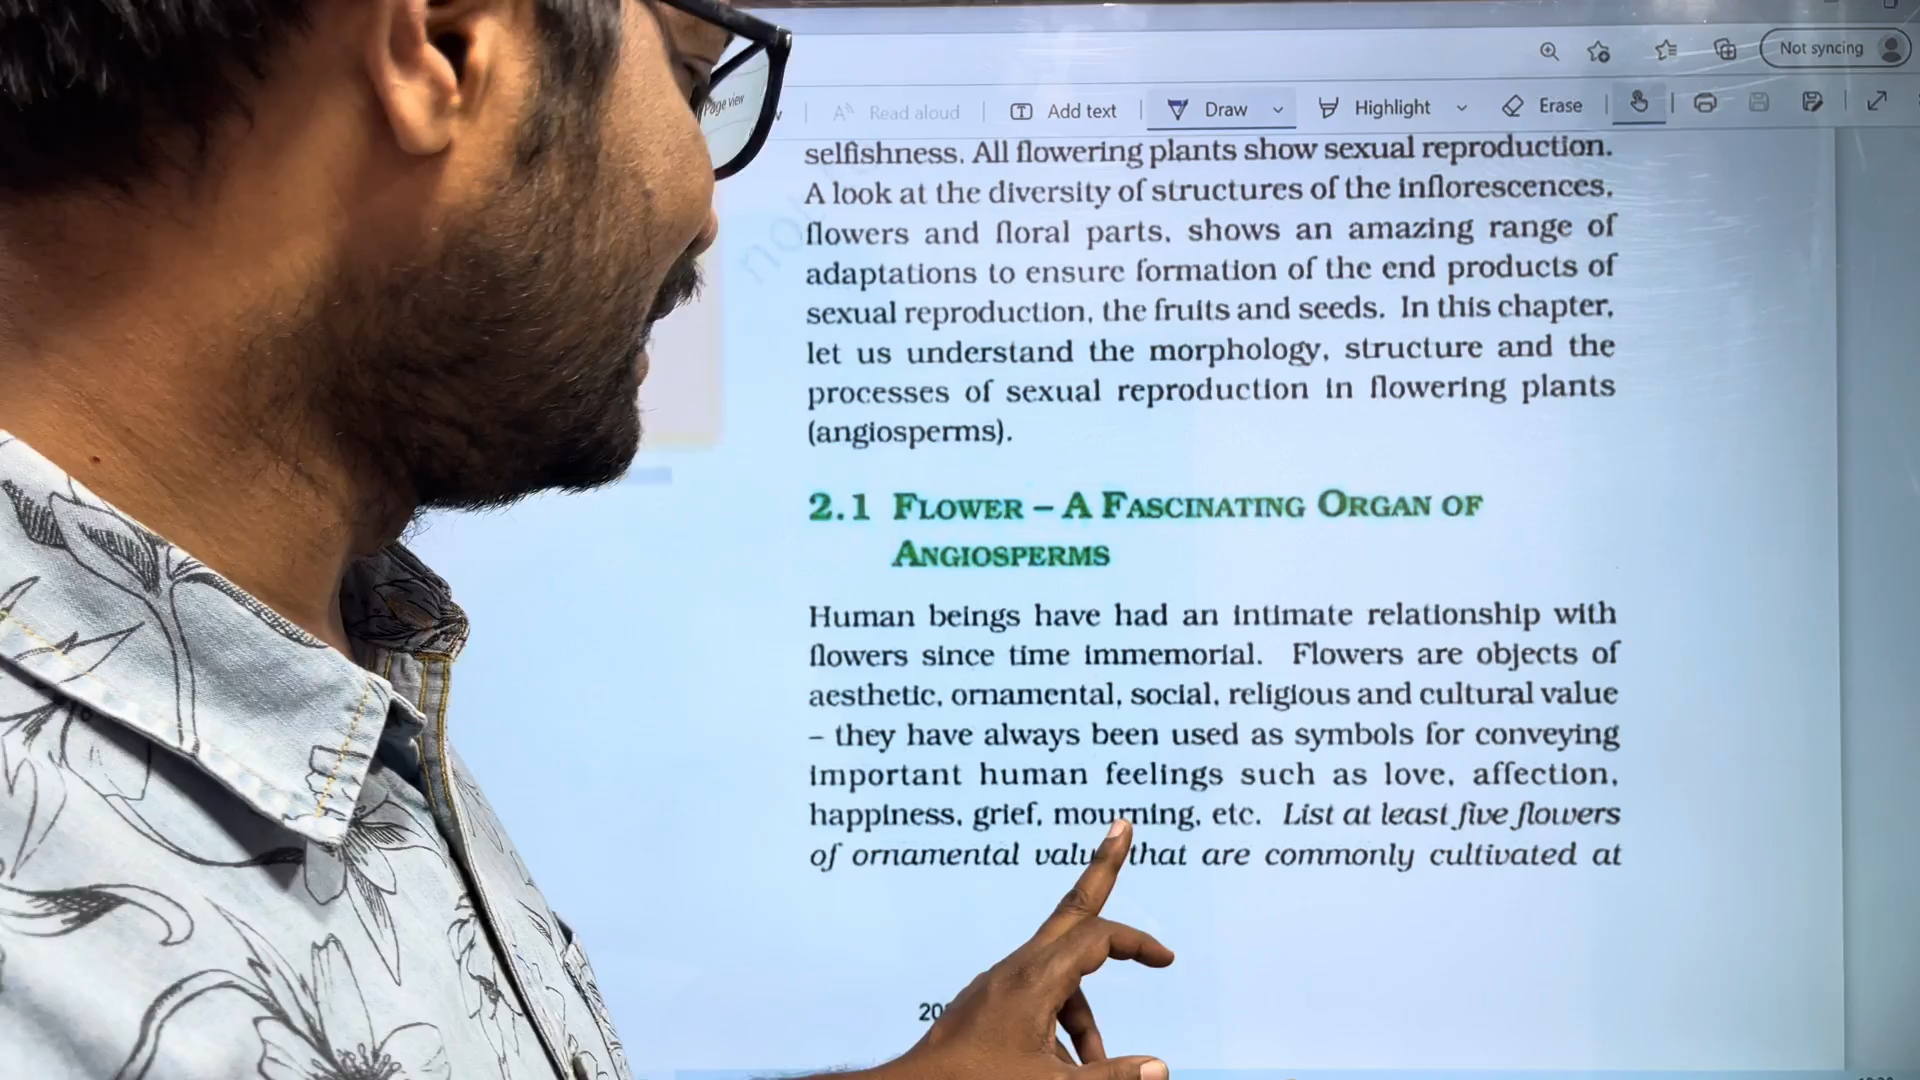 Not syncing
Page view
Read aloud
Add text
Draw
Highlight
Erase
selfishness. All flowering plants show sexual reproduction.
A look at the diversity of structures of the inflorescences,
flowers and floral parts, shows an amazing range of
adaptations to ensure formation of the end products of
sexual reproduction, the fruits and seeds. In this chapter,
let us understand the morphology, structure and the
processes of sexual reproduction in flowering plants
(angiosperms).
2.1 FLOWER – A FASCINATING ORGAN OF
ANGIOSPERMS
Human beings have had an intimate relationship with
flowers since time immemorial. Flowers are objects of
aesthetic, ornamental, social, religious and cultural value
– they have always been used as symbols for conveying
important human feelings such as love, affection,
happiness, grief, mourning, etc. List at least five flowers
of ornamental that are commonly cultivated at